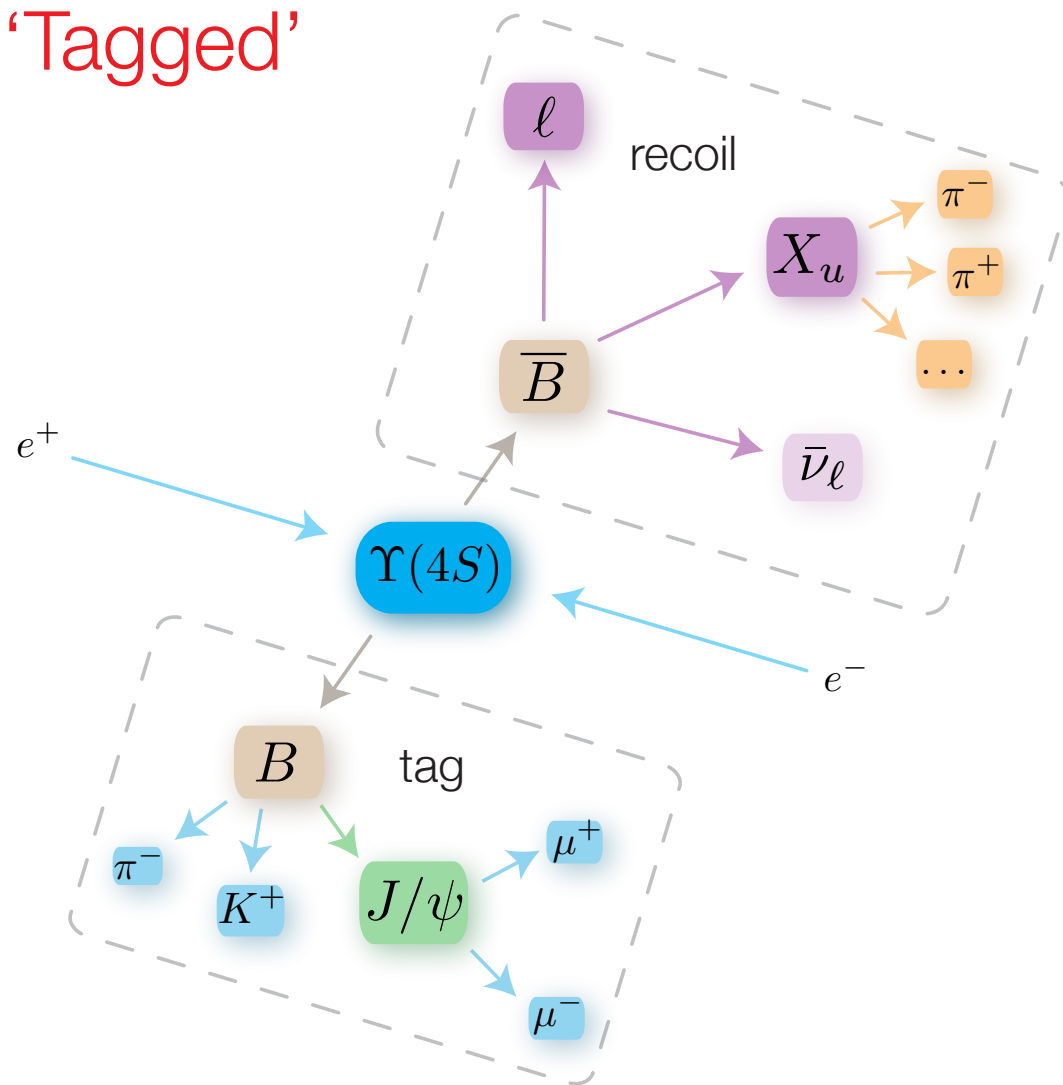 ‘Tagged’
ℓ
recoil
π⁻
X_u
π⁺
...
B̅
e⁺
ν̄_ℓ
Υ(4S)
e⁻
B
tag
μ⁺
π⁻
K⁺
J/ψ
μ⁻